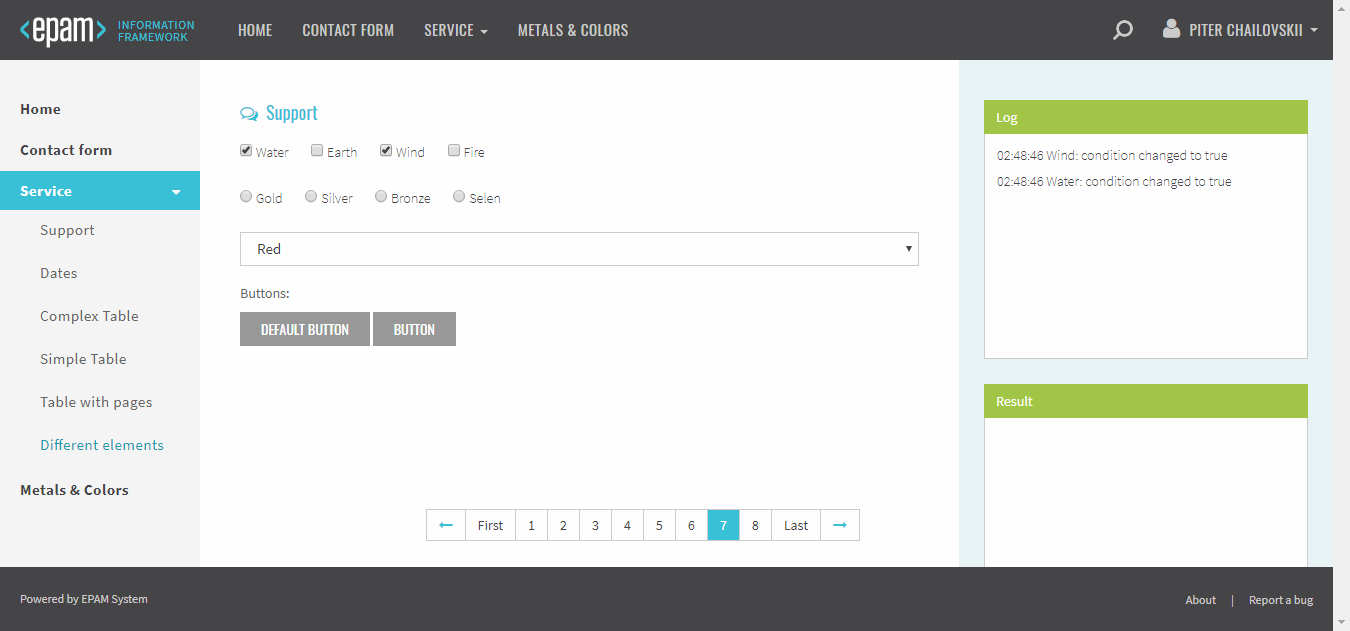 <epam> INFORMATION
FRAMEWORK
HOME CONTACT FORM SERVICE METALS & COLORS
PITER CHAILOVSKII
Home
Contact form
Service
Support
Dates
Complex Table
Simple Table
Table with pages
Different elements
Metals & Colors
Support
Water Earth Wind Fire
Gold Silver Bronze Selen
Red
Buttons:
DEFAULT BUTTON BUTTON
First 1 2 3 4 5 6 7 8 Last
Log
02:48:46 Wind: condition changed to true
02:48:46 Water: condition changed to true
Result
Powered by EPAM System
About | Report a bug